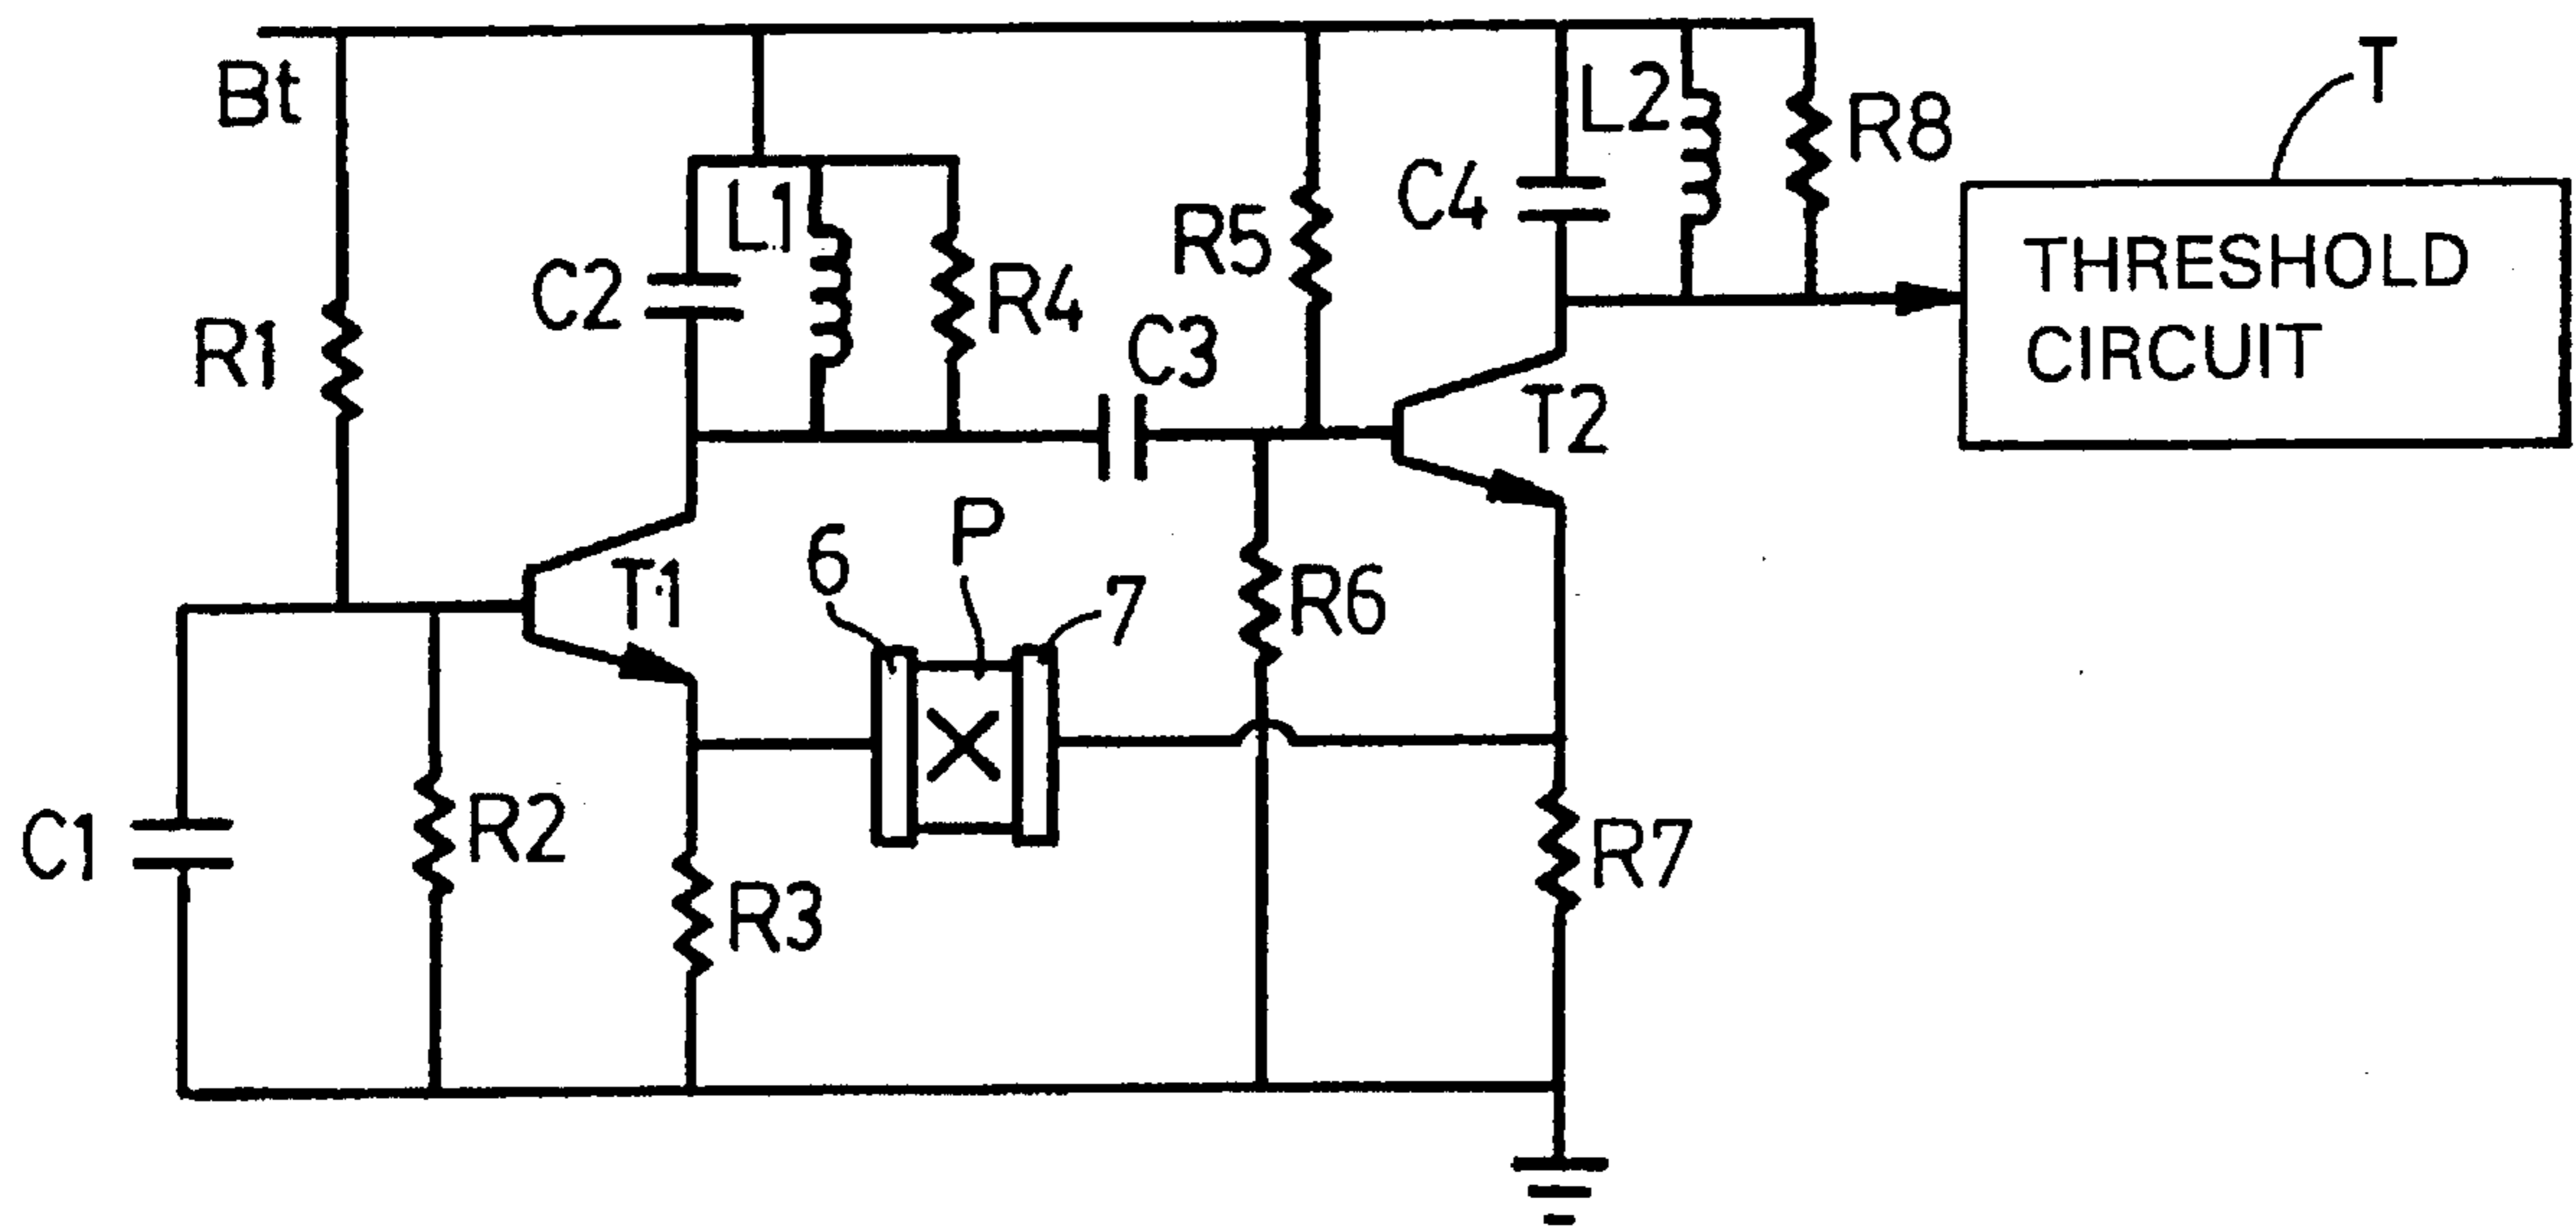 Bt
T
L2
R8
C4
L1
R5
THRESHOLD
CIRCUIT
C2
R4
C3
R1
T2
6
P
7
T1
R6
C1
R2
R3
R7